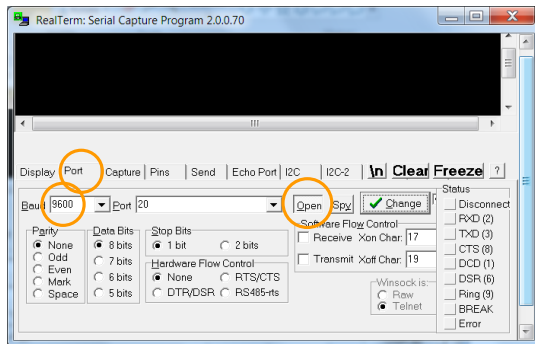 RealTerm: Serial Capture Program 2.0.0.70
Display Port Capture Pins Send Echo Port I2C I2C-2 \n Clear Freeze ?
Baud 9600 Port 20 Open Spy Change
Parity
None
Odd
Even
Mark
Space
Data Bits
8 bits
7 bits
6 bits
5 bits
Stop Bits
1 bit 2 bits
Hardware Flow Control
None RTS/CTS
DTR/DSR RS485-rts
Software Flow Control
Receive Xon Char: 17
Transmit Xoff Char: 19
Winsock is:
Raw
Telnet
Status
Disconnect
RXD (2)
TXD (3)
CTS (8)
DCD (1)
DSR (6)
Ring (9)
BREAK
Error